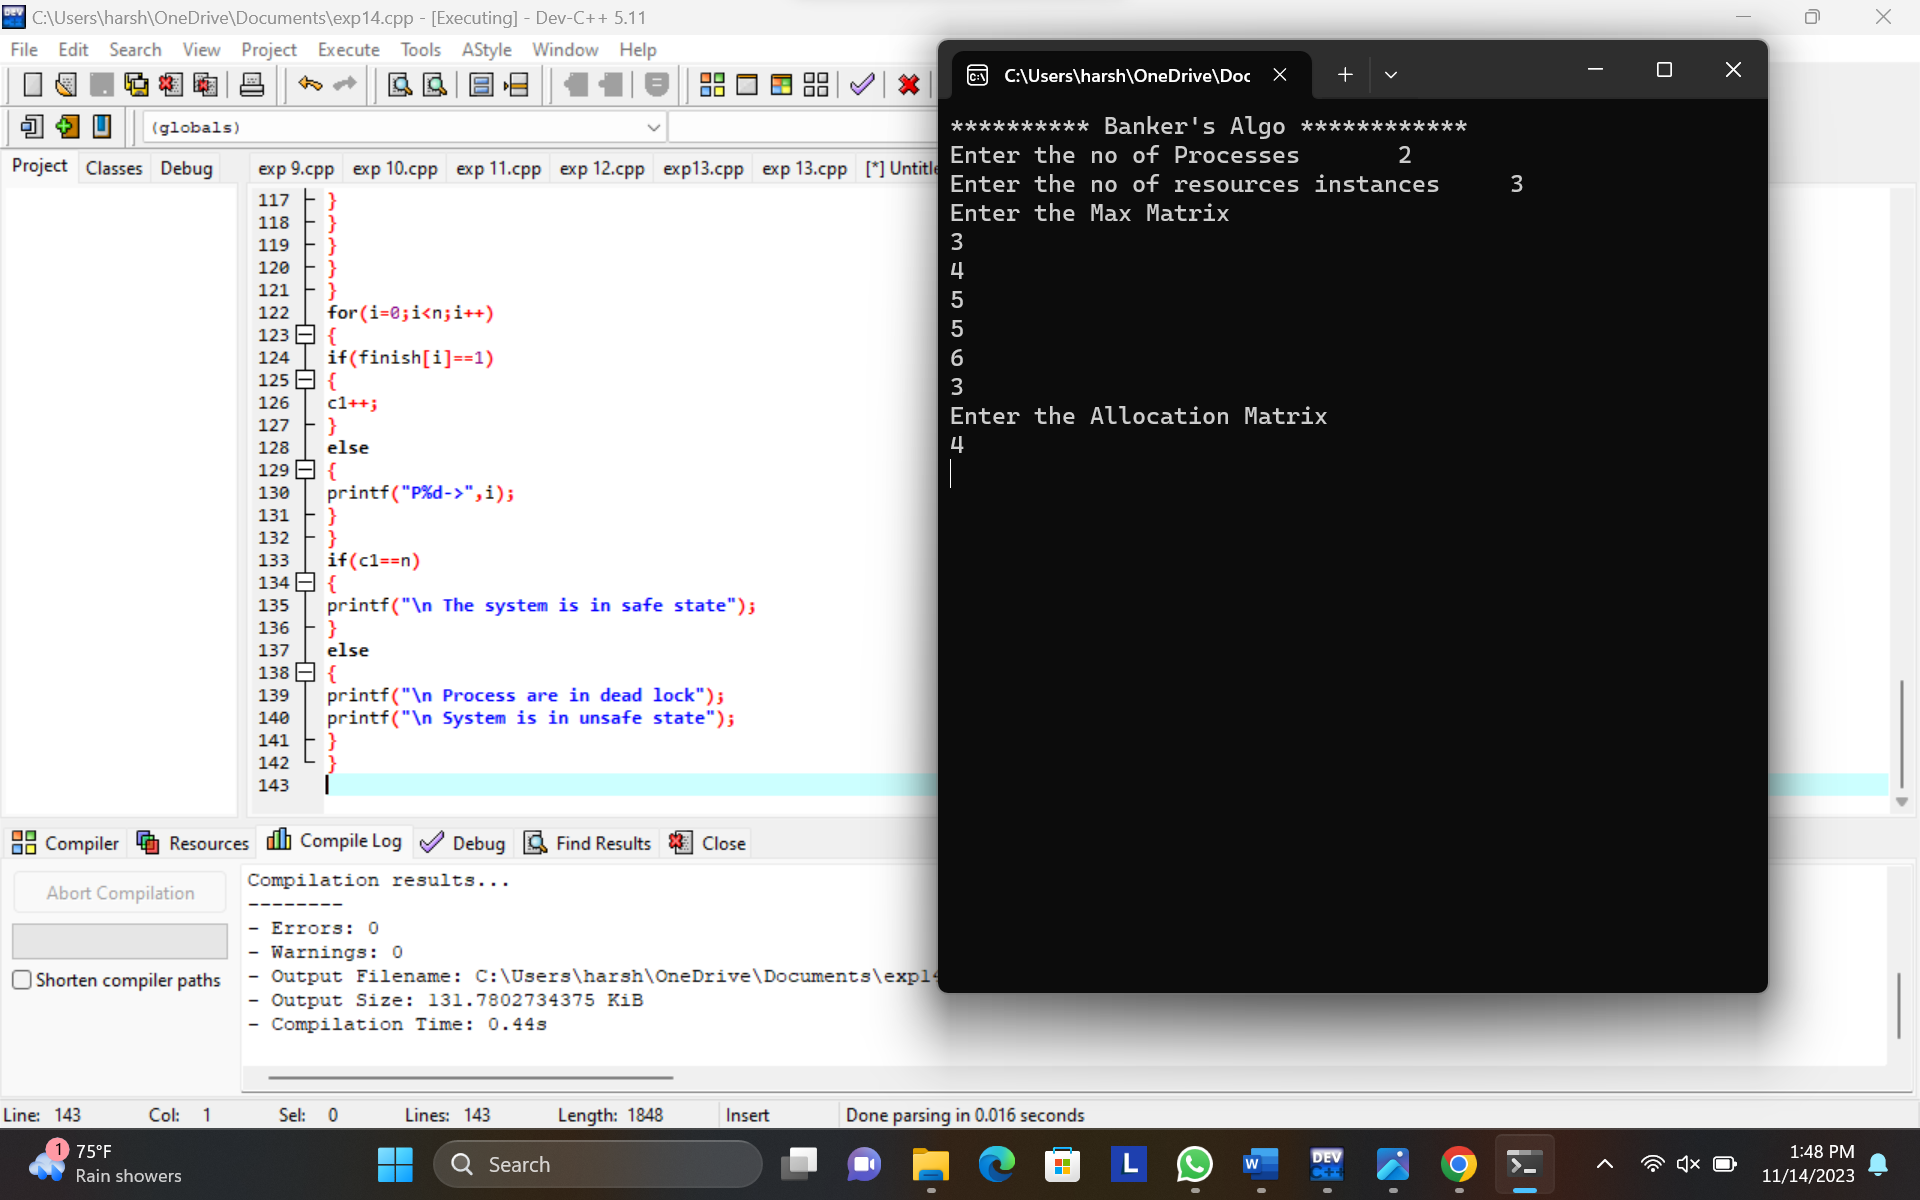 C:\Users\harsh\OneDrive\Documents\exp14.cpp - [Executing] - Dev-C++ 5.11
File Edit Search View Project Execute Tools AStyle Window Help
(globals)
Project Classes Debug
exp 9.cpp exp 10.cpp exp 11.cpp exp 12.cpp exp13.cpp exp 13.cpp [*] Untitle
117 }
118 }
119 }
120 }
121 }
122 for(i=0;i<n;i++)
123 {
124 if(finish[i]==1)
125 {
126 c1++;
127 }
128 else
129 {
130 printf("P%d->",i);
131 }
132 }
133 if(c1==n)
134 {
135 printf("\n The system is in safe state");
136 }
137 else
138 {
139 printf("\n Process are in dead lock");
140 printf("\n System is in unsafe state");
141 }
142 }
143
C:\Users\harsh\OneDrive\Doc
********** Banker's Algo ************
Enter the no of Processes 2
Enter the no of resources instances 3
Enter the Max Matrix
3
4
5
5
6
3
Enter the Allocation Matrix
4
Compiler Resources Compile Log Debug Find Results Close
Abort Compilation
Shorten compiler paths
Compilation results...
--------
- Errors: 0
- Warnings: 0
- Output Filename: C:\Users\harsh\OneDrive\Documents\exp14
- Output Size: 131.7802734375 KiB
- Compilation Time: 0.44s
Line: 143 Col: 1 Sel: 0 Lines: 143 Length: 1848 Insert Done parsing in 0.016 seconds
1
75°F
Rain showers
Search
L
W
DEV
C++
1:48 PM
11/14/2023